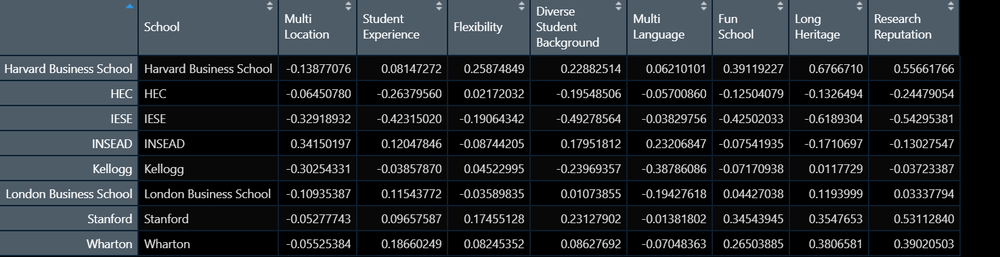 School Multi Location Student Experience Flexibility Diverse Student Background Multi Language Fun School Long Heritage Research Reputation
Harvard Business School Harvard Business School -0.13877076 0.08147272 0.25874849 0.22882514 0.06210101 0.39119227 0.6766710 0.55661766
HEC HEC -0.06450780 -0.26379560 0.02172032 -0.19548506 -0.05700860 -0.12504079 -0.1326494 -0.24479054
IESE IESE -0.32918932 -0.42315020 -0.19064342 -0.49278564 -0.03829756 -0.42502033 -0.6189304 -0.54295381
INSEAD INSEAD 0.34150197 0.12047846 -0.08744205 0.17951812 0.23206847 -0.07541935 -0.1710697 -0.13027547
Kellogg Kellogg -0.30254331 -0.03857870 0.04522995 -0.23969357 -0.38786086 -0.07170938 0.0117729 -0.03723387
London Business School London Business School -0.10935387 0.11543772 -0.03589835 0.01073855 -0.19427618 0.04427038 0.1193999 0.03337794
Stanford Stanford -0.05277743 0.09657587 0.17455128 0.23127902 -0.01381802 0.34543945 0.3547653 0.53112840
Wharton Wharton -0.05525384 0.18660249 0.08245352 0.08627692 -0.07048363 0.26503885 0.3806581 0.39020503